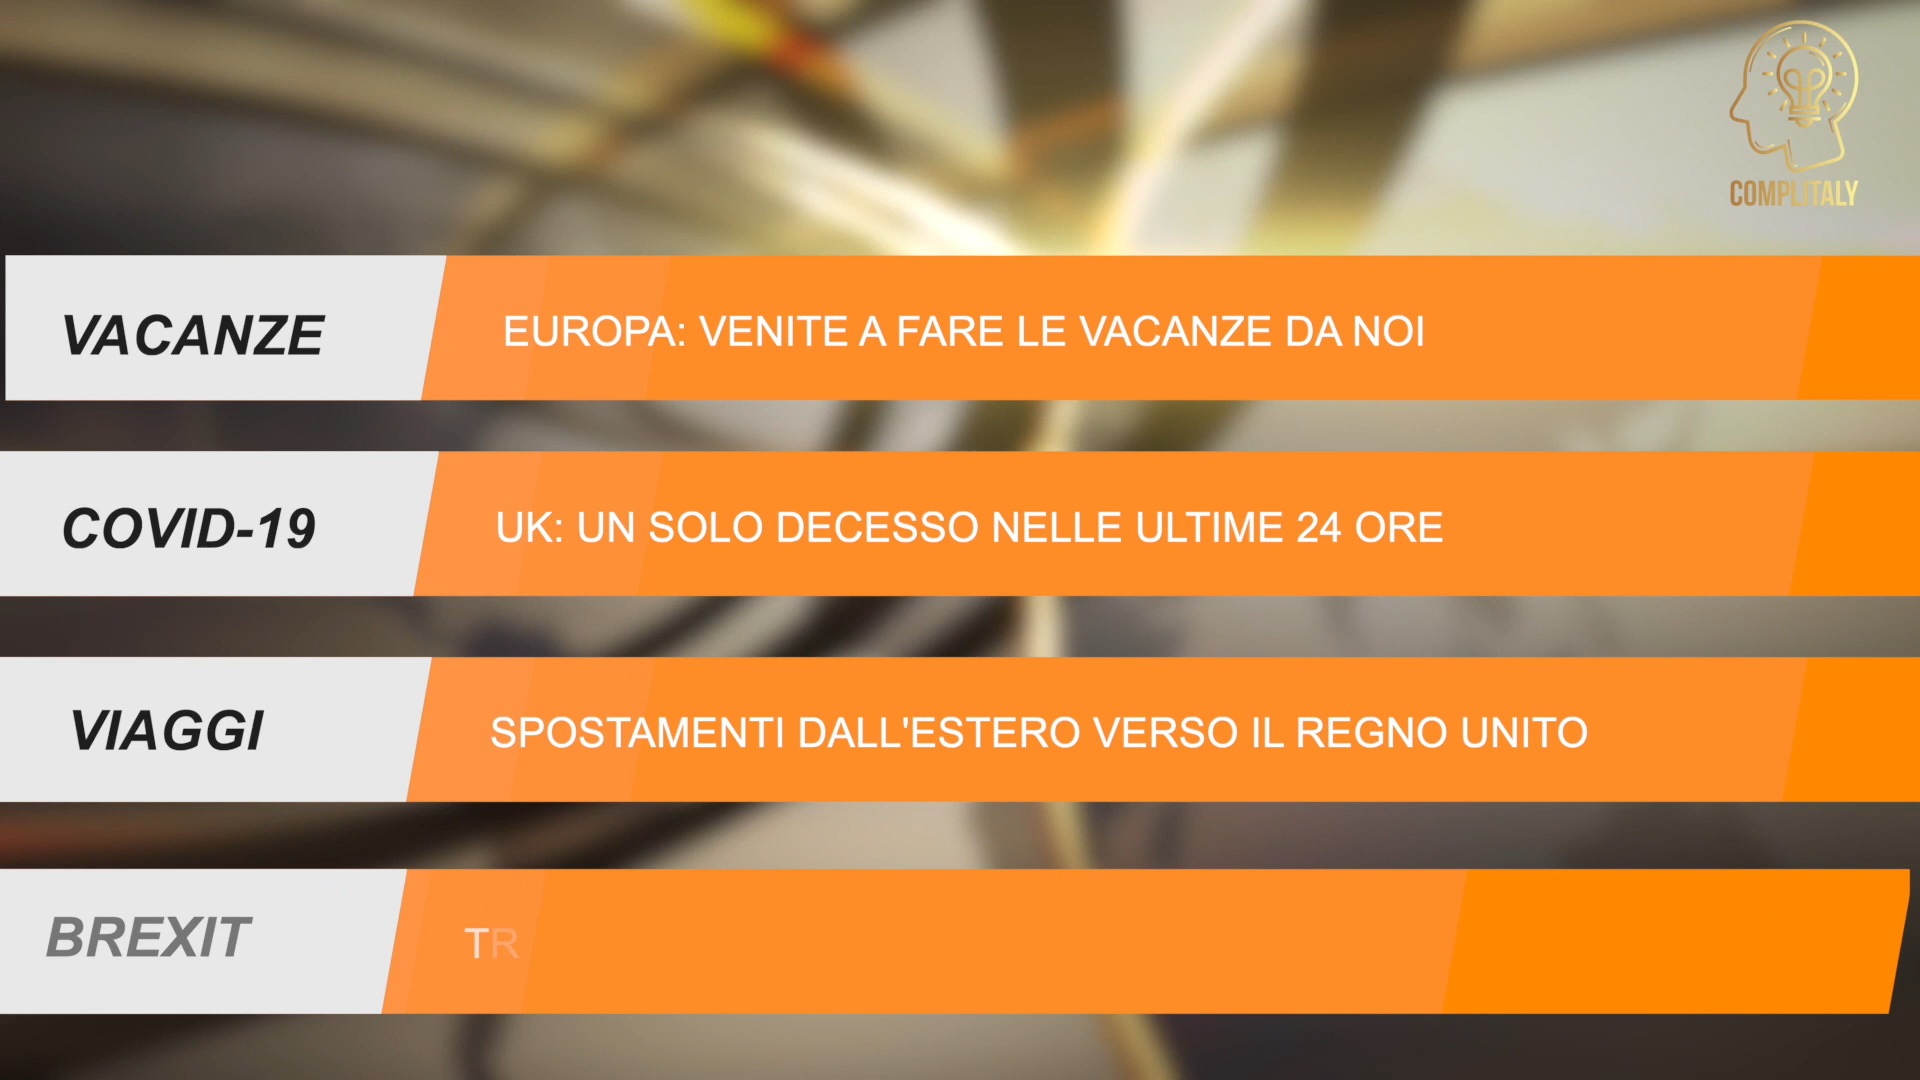 COMPLITALY
VACANZE
EUROPA: VENITE A FARE LE VACANZE DA NOI
COVID-19
UK: UN SOLO DECESSO NELLE ULTIME 24 ORE
VIAGGI
SPOSTAMENTI DALL'ESTERO VERSO IL REGNO UNITO
BREXIT
TR